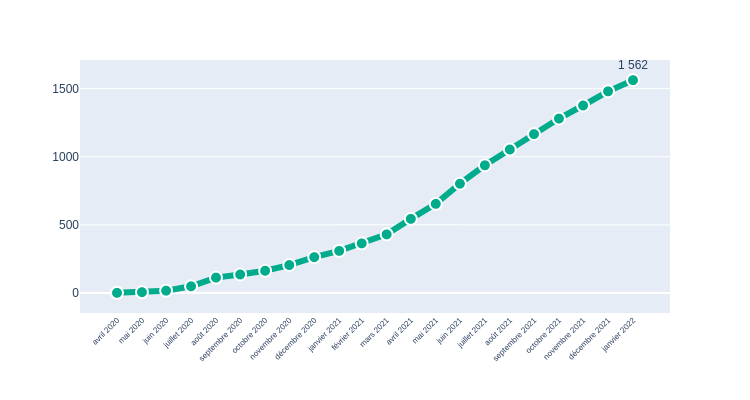 1 562
1500
1000
500
0
avril 2020
mai 2020
juin 2020
juillet 2020
août 2020
septembre 2020
octobre 2020
novembre 2020
décembre 2020
janvier 2021
février 2021
mars 2021
avril 2021
mai 2021
juin 2021
juillet 2021
août 2021
septembre 2021
octobre 2021
novembre 2021
décembre 2021
janvier 2022